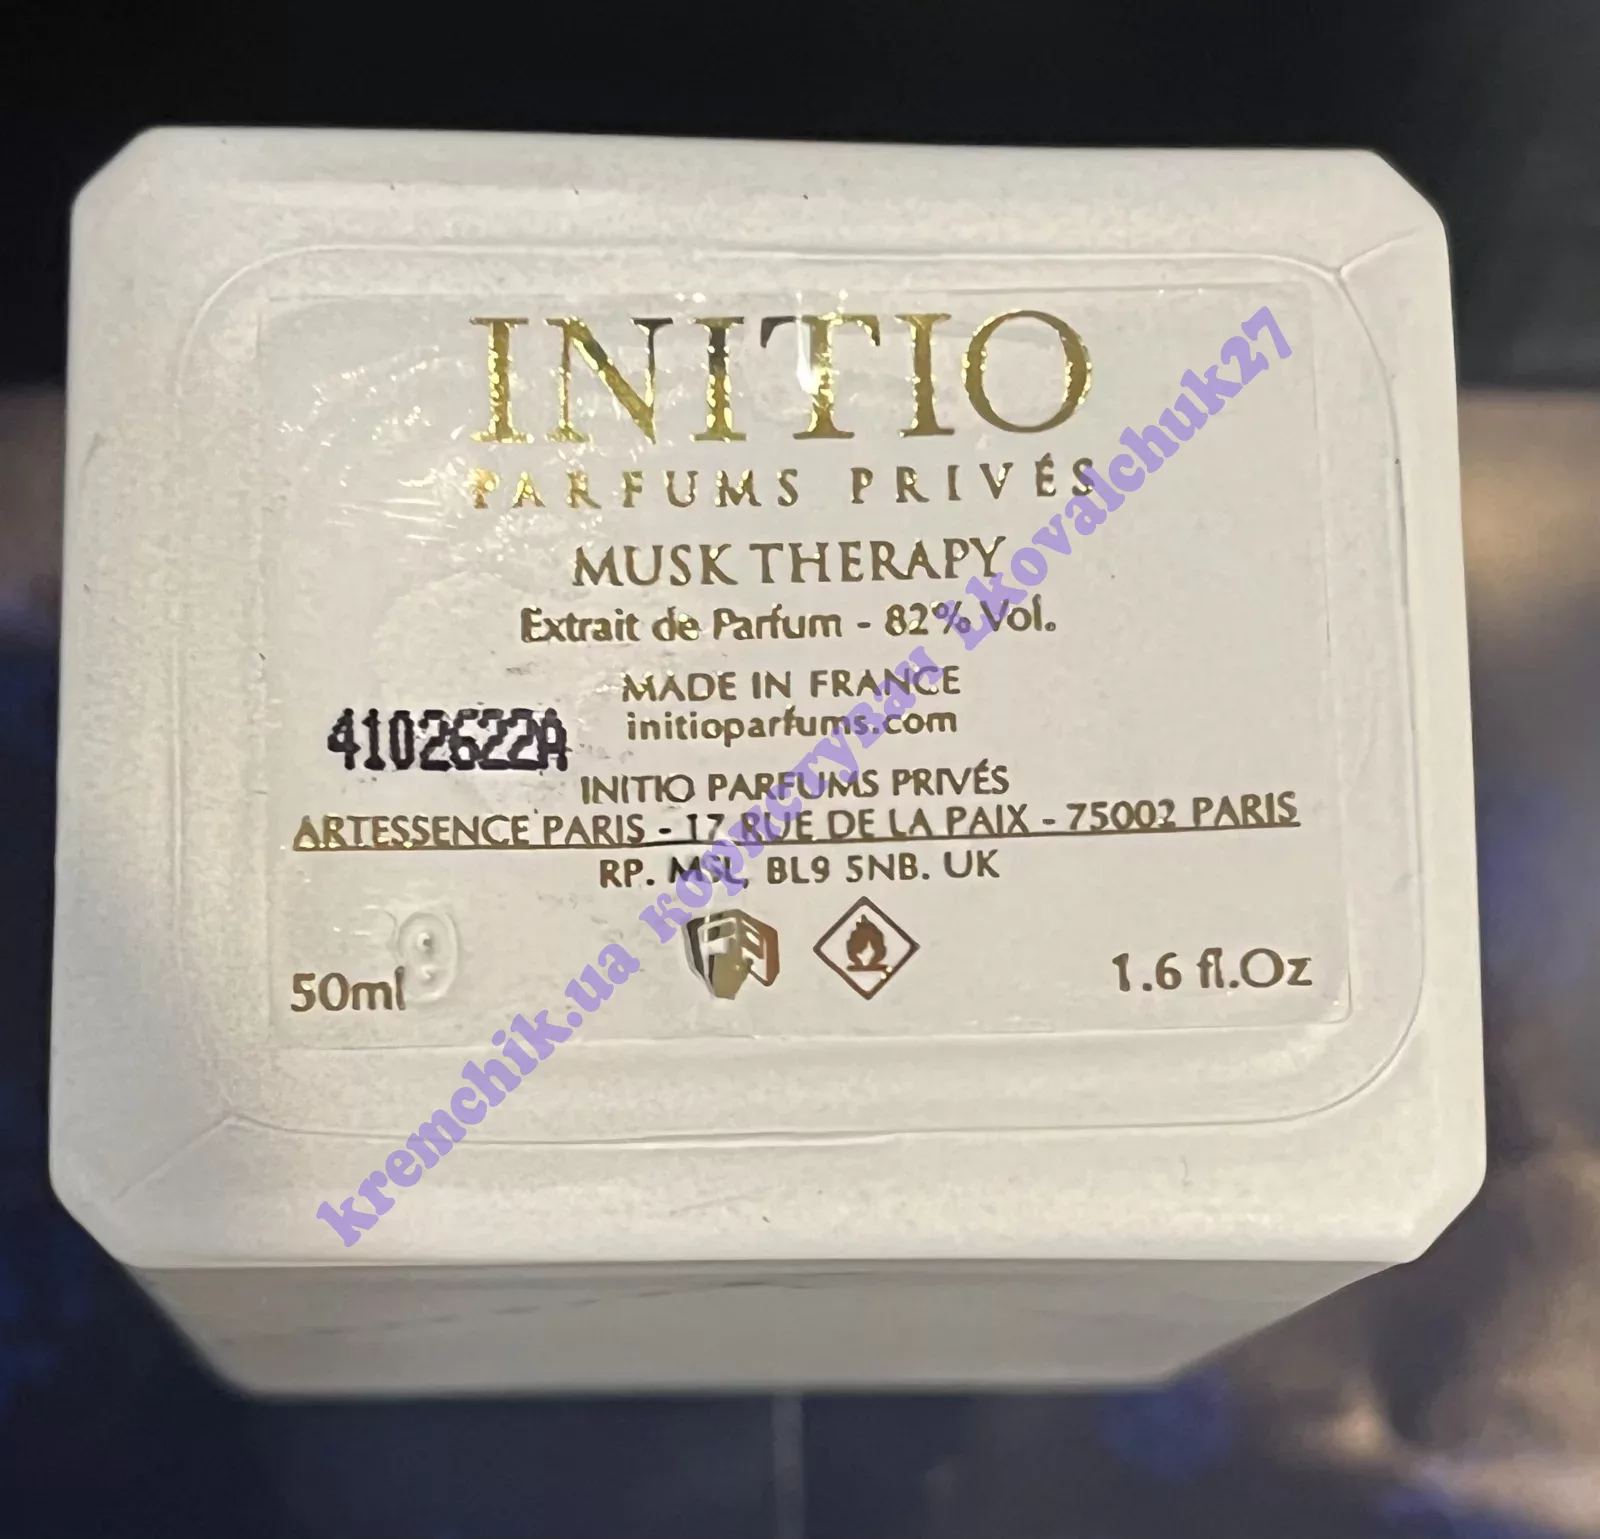 INITIO
PARFUMS PRIVÉS
MUSK THERAPY
Extrait de Parfum - 82% Vol.
MADE IN FRANCE
initioparfums.com
4102622A
INITIO PARFUMS PRIVÉS
ARTESSENCE PARIS - 17 RUE DE LA PAIX - 75002 PARIS
RP. MSL, BL9 5NB. UK
50ml
1.6 fl.Oz
kremchik.ua користувач Lkovalchuk27